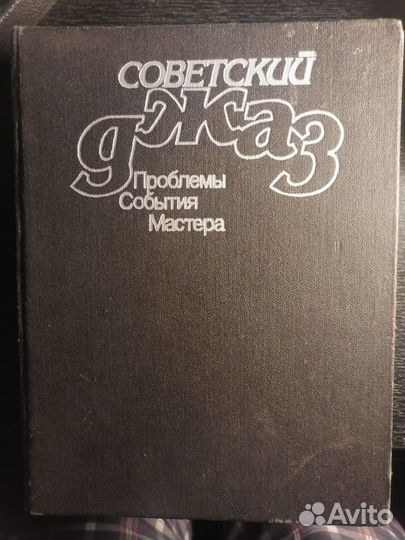 СОВЕТСКИЙ
джаз
Проблемы
События
Мастера
Avito